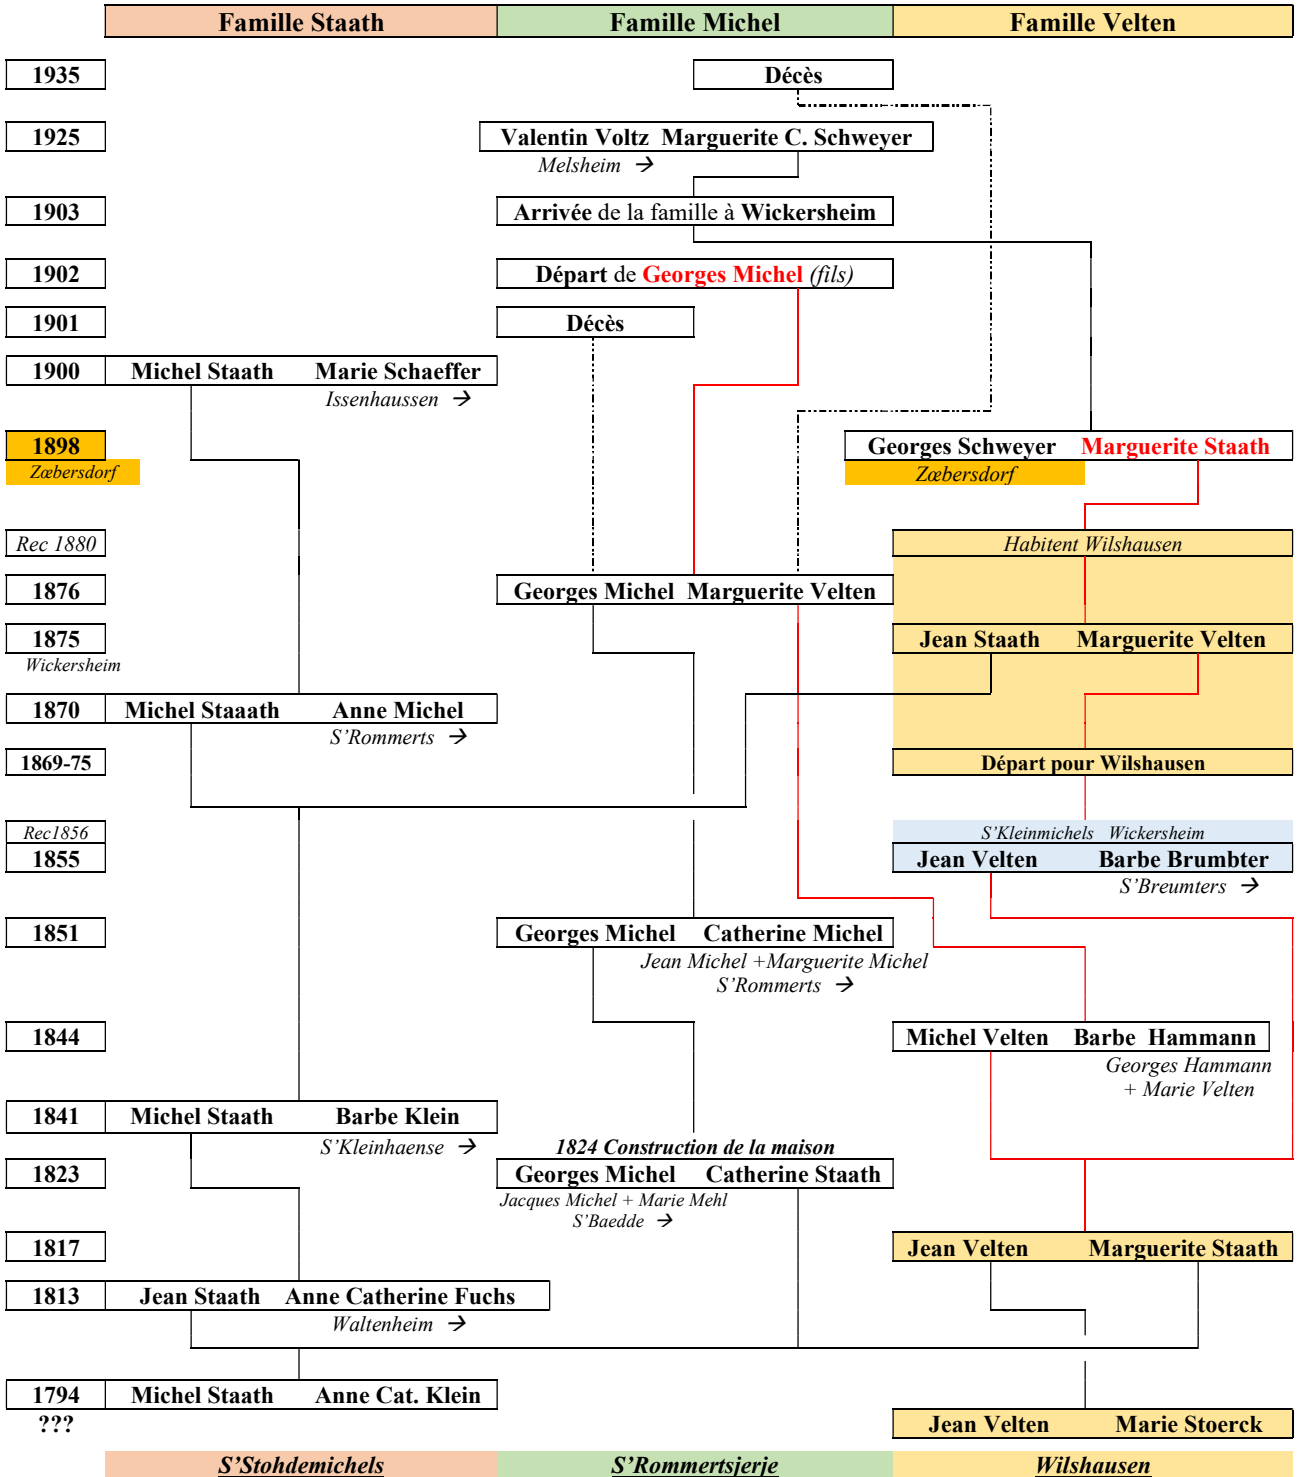 Famille Staath Famille Michel Famille Velten
1935 Décès
1925 Valentin Voltz Marguerite C. Schweyer
Melsheim →
1903 Arrivée de la famille à Wickersheim
1902 Départ de Georges Michel (fils)
1901 Décès
1900 Michel Staath Marie Schaeffer
Issenhaussen →
1898 Georges Schweyer Marguerite Staath
Zœbersdorf Zœbersdorf
Rec 1880 Habitent Wilshausen
1876 Georges Michel Marguerite Velten
1875 Jean Staath Marguerite Velten
Wickersheim
1870 Michel Staaath Anne Michel
S'Rommerts →
1869-75 Départ pour Wilshausen
Rec1856 S'Kleinmichels Wickersheim
1855 Jean Velten Barbe Brumbter
S'Breumters →
1851 Georges Michel Catherine Michel
Jean Michel +Marguerite Michel
S'Rommerts →
1844 Michel Velten Barbe Hammann
Georges Hammann
+ Marie Velten
1841 Michel Staath Barbe Klein
S'Kleinhaense → 1824 Construction de la maison
1823 Georges Michel Catherine Staath
Jacques Michel + Marie Mehl
S'Baedde →
1817 Jean Velten Marguerite Staath
1813 Jean Staath Anne Catherine Fuchs
Waltenheim →
1794 Michel Staath Anne Cat. Klein
??? Jean Velten Marie Stoerck
S'Stohdemichels S'Rommertsjerje Wilshausen